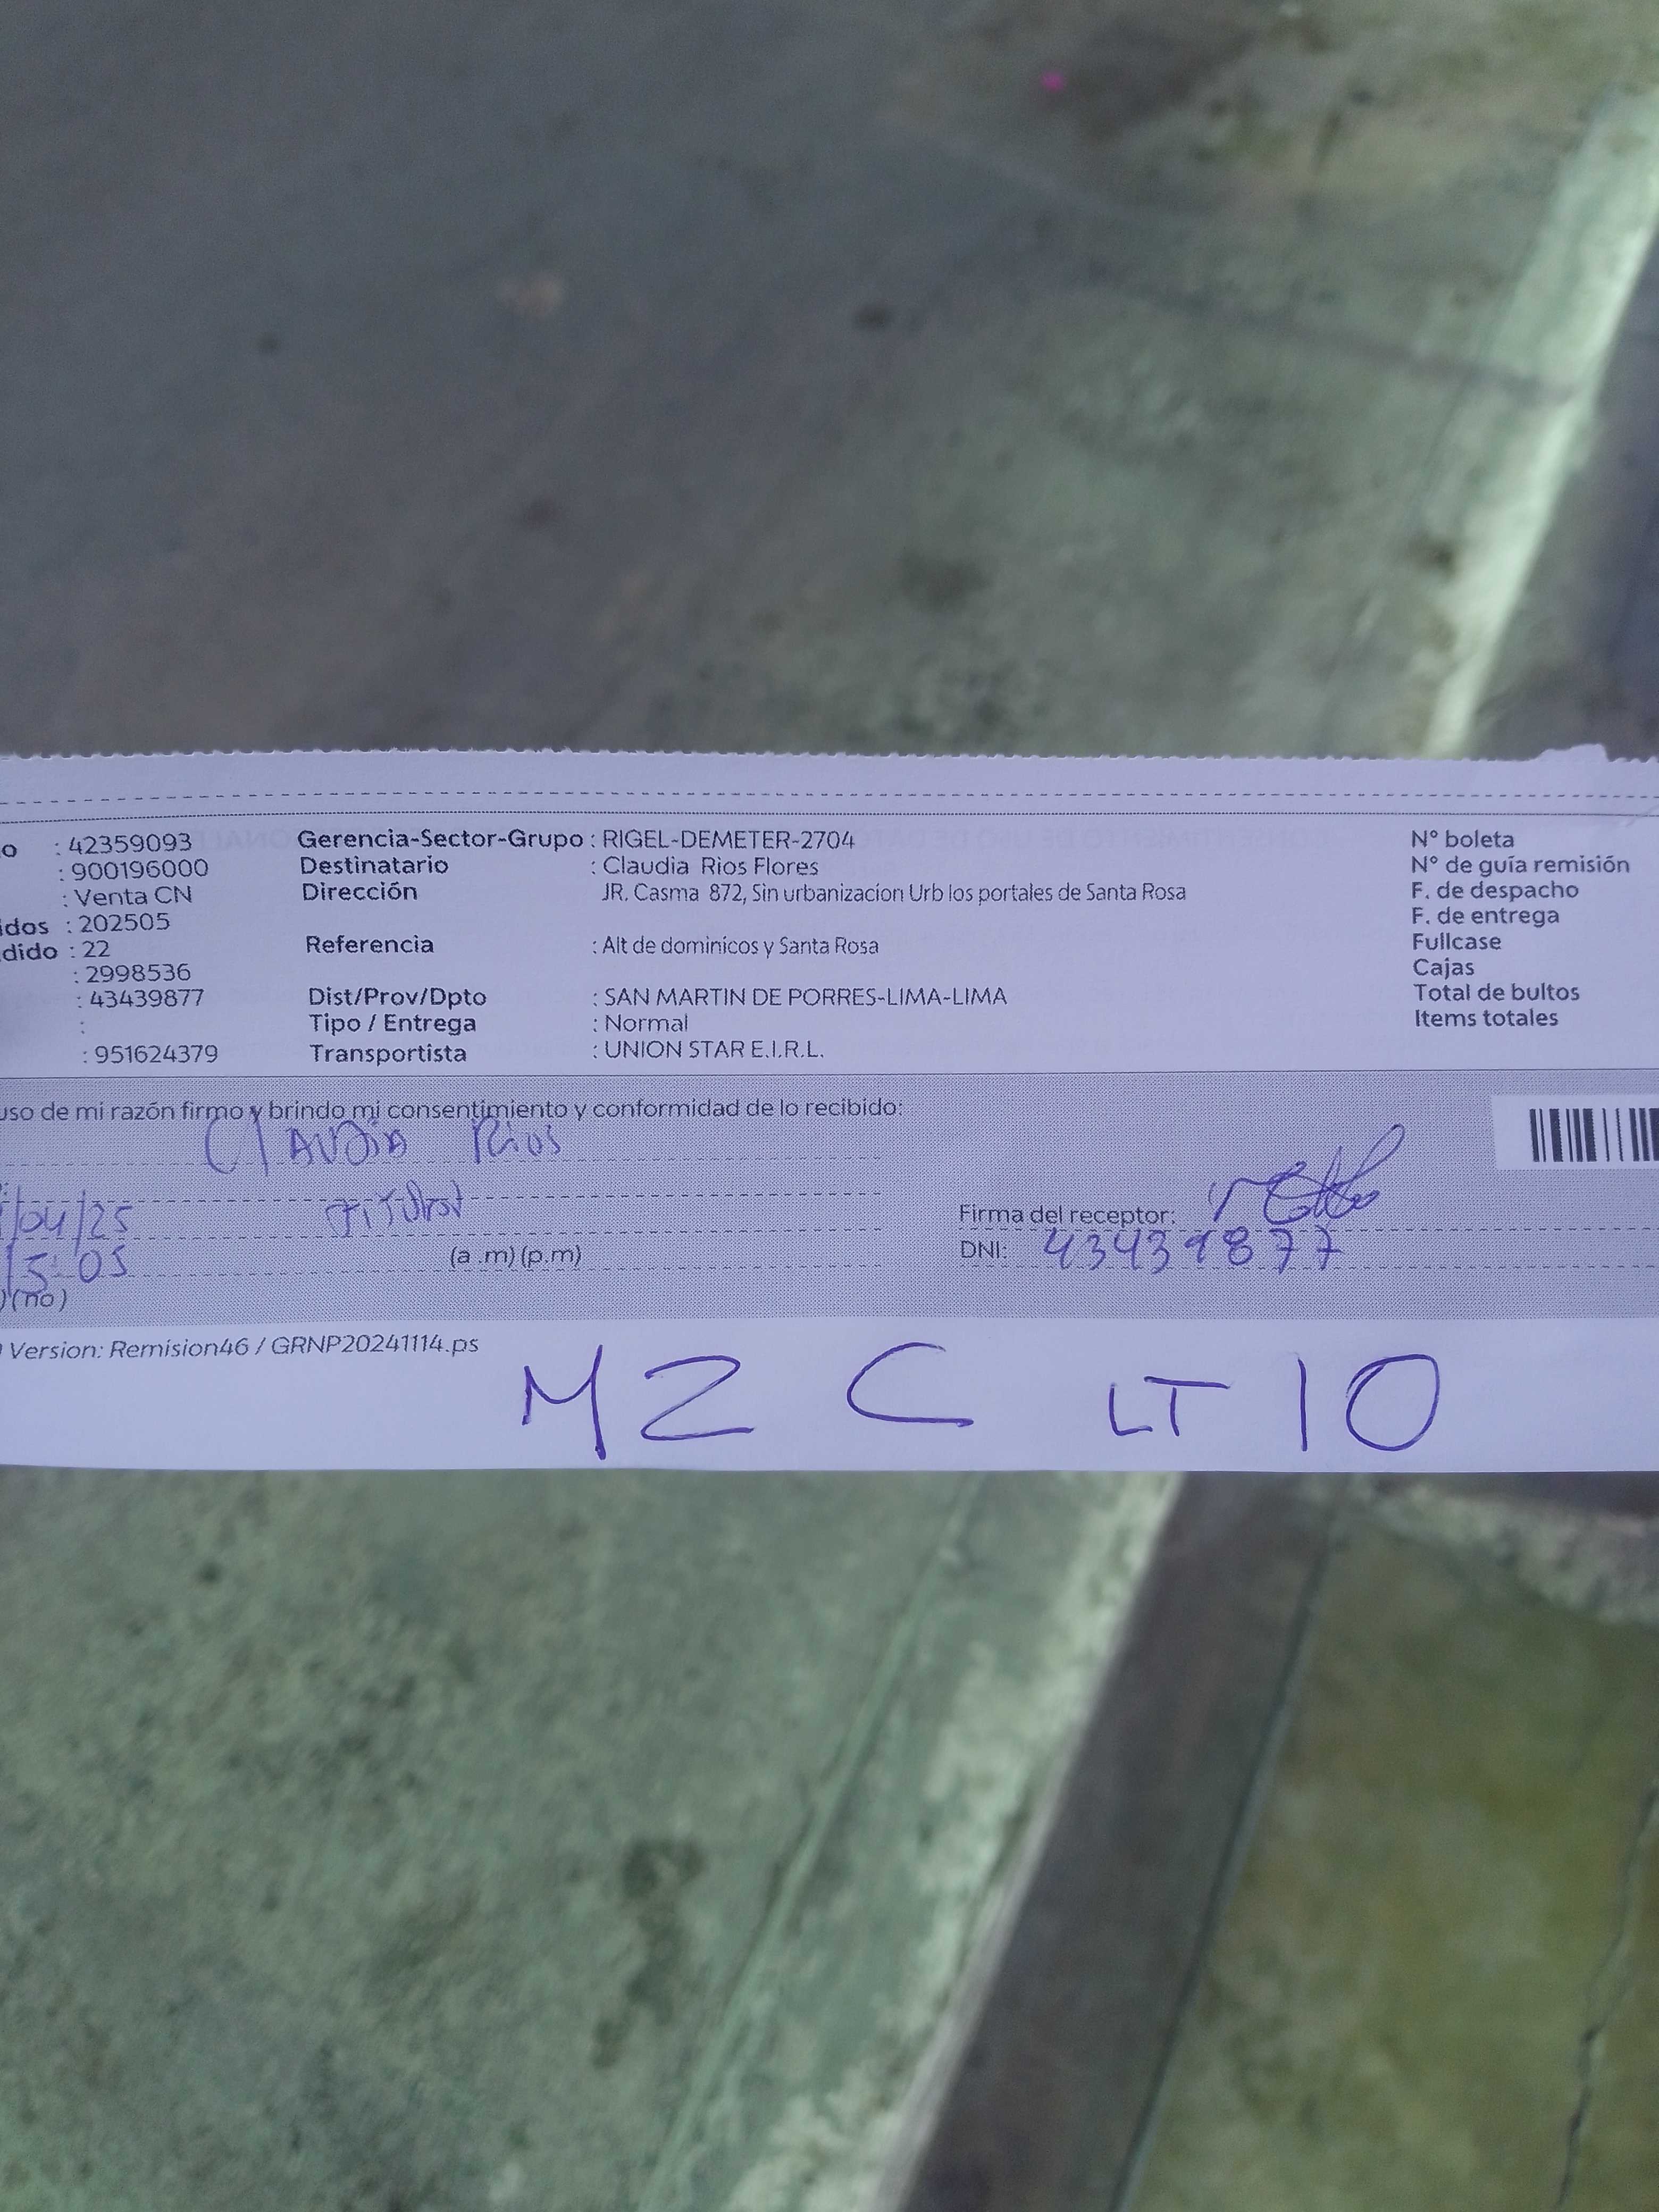 o : 42359093 Gerencia-Sector-Grupo : RIGEL-DEMETER-2704 N° boleta
: 900196000 Destinatario : Claudia Rios Flores N° de guía remisión
: Venta CN Dirección JR. Casma 872, Sin urbanizacion Urb los portales de Santa Rosa F. de despacho
idos : 202505 F. de entrega
dido : 22 Referencia : Alt de dominicos y Santa Rosa Fullcase
: 2998536 Cajas
: 43439877 Dist/Prov/Dpto : SAN MARTIN DE PORRES-LIMA-LIMA Total de bultos
: Tipo / Entrega : Normal Items totales
: 951624379 Transportista : UNION STAR E.I.R.L.
uso de mi razón firmo y brindo mi consentimiento y conformidad de lo recibido:
Claudia Rios
/04/25 Firma del receptor:
15:05 (a .m) (p.m) DNI: 43439877
) (no)
Version: Remision46 / GRNP20241114.ps
MZ C LT 10